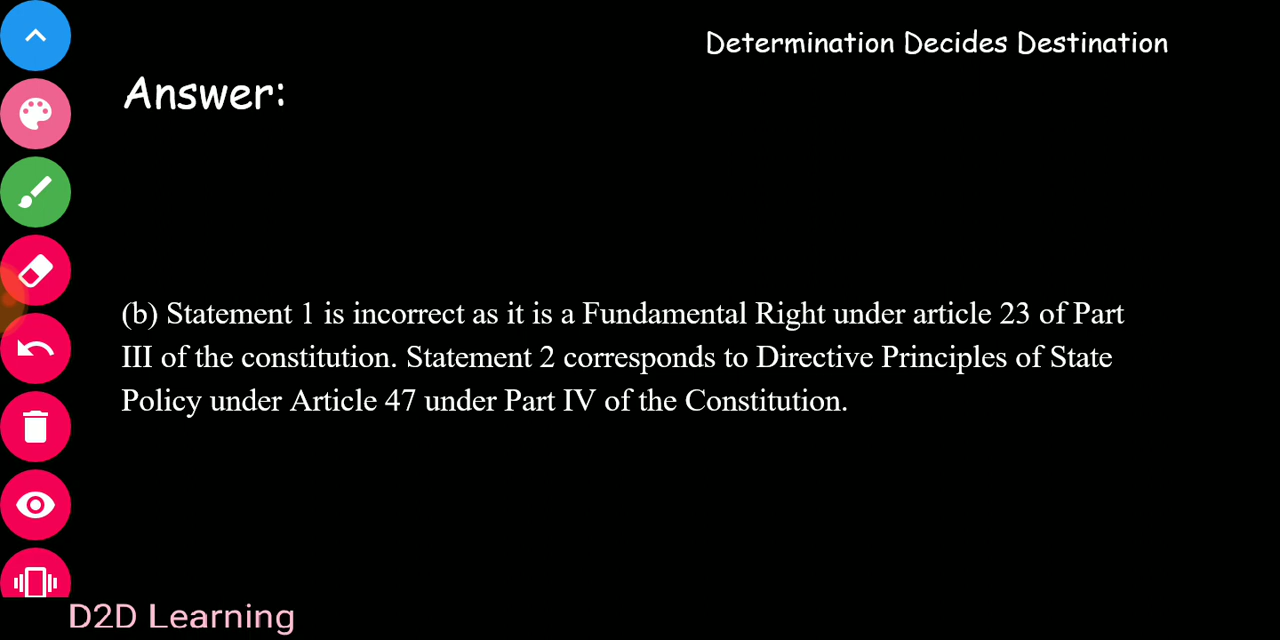 Determination Decides Destination
Answer:
(b) Statement 1 is incorrect as it is a Fundamental Right under article 23 of Part
III of the constitution. Statement 2 corresponds to Directive Principles of State
Policy under Article 47 under Part IV of the Constitution.
D2D Learning